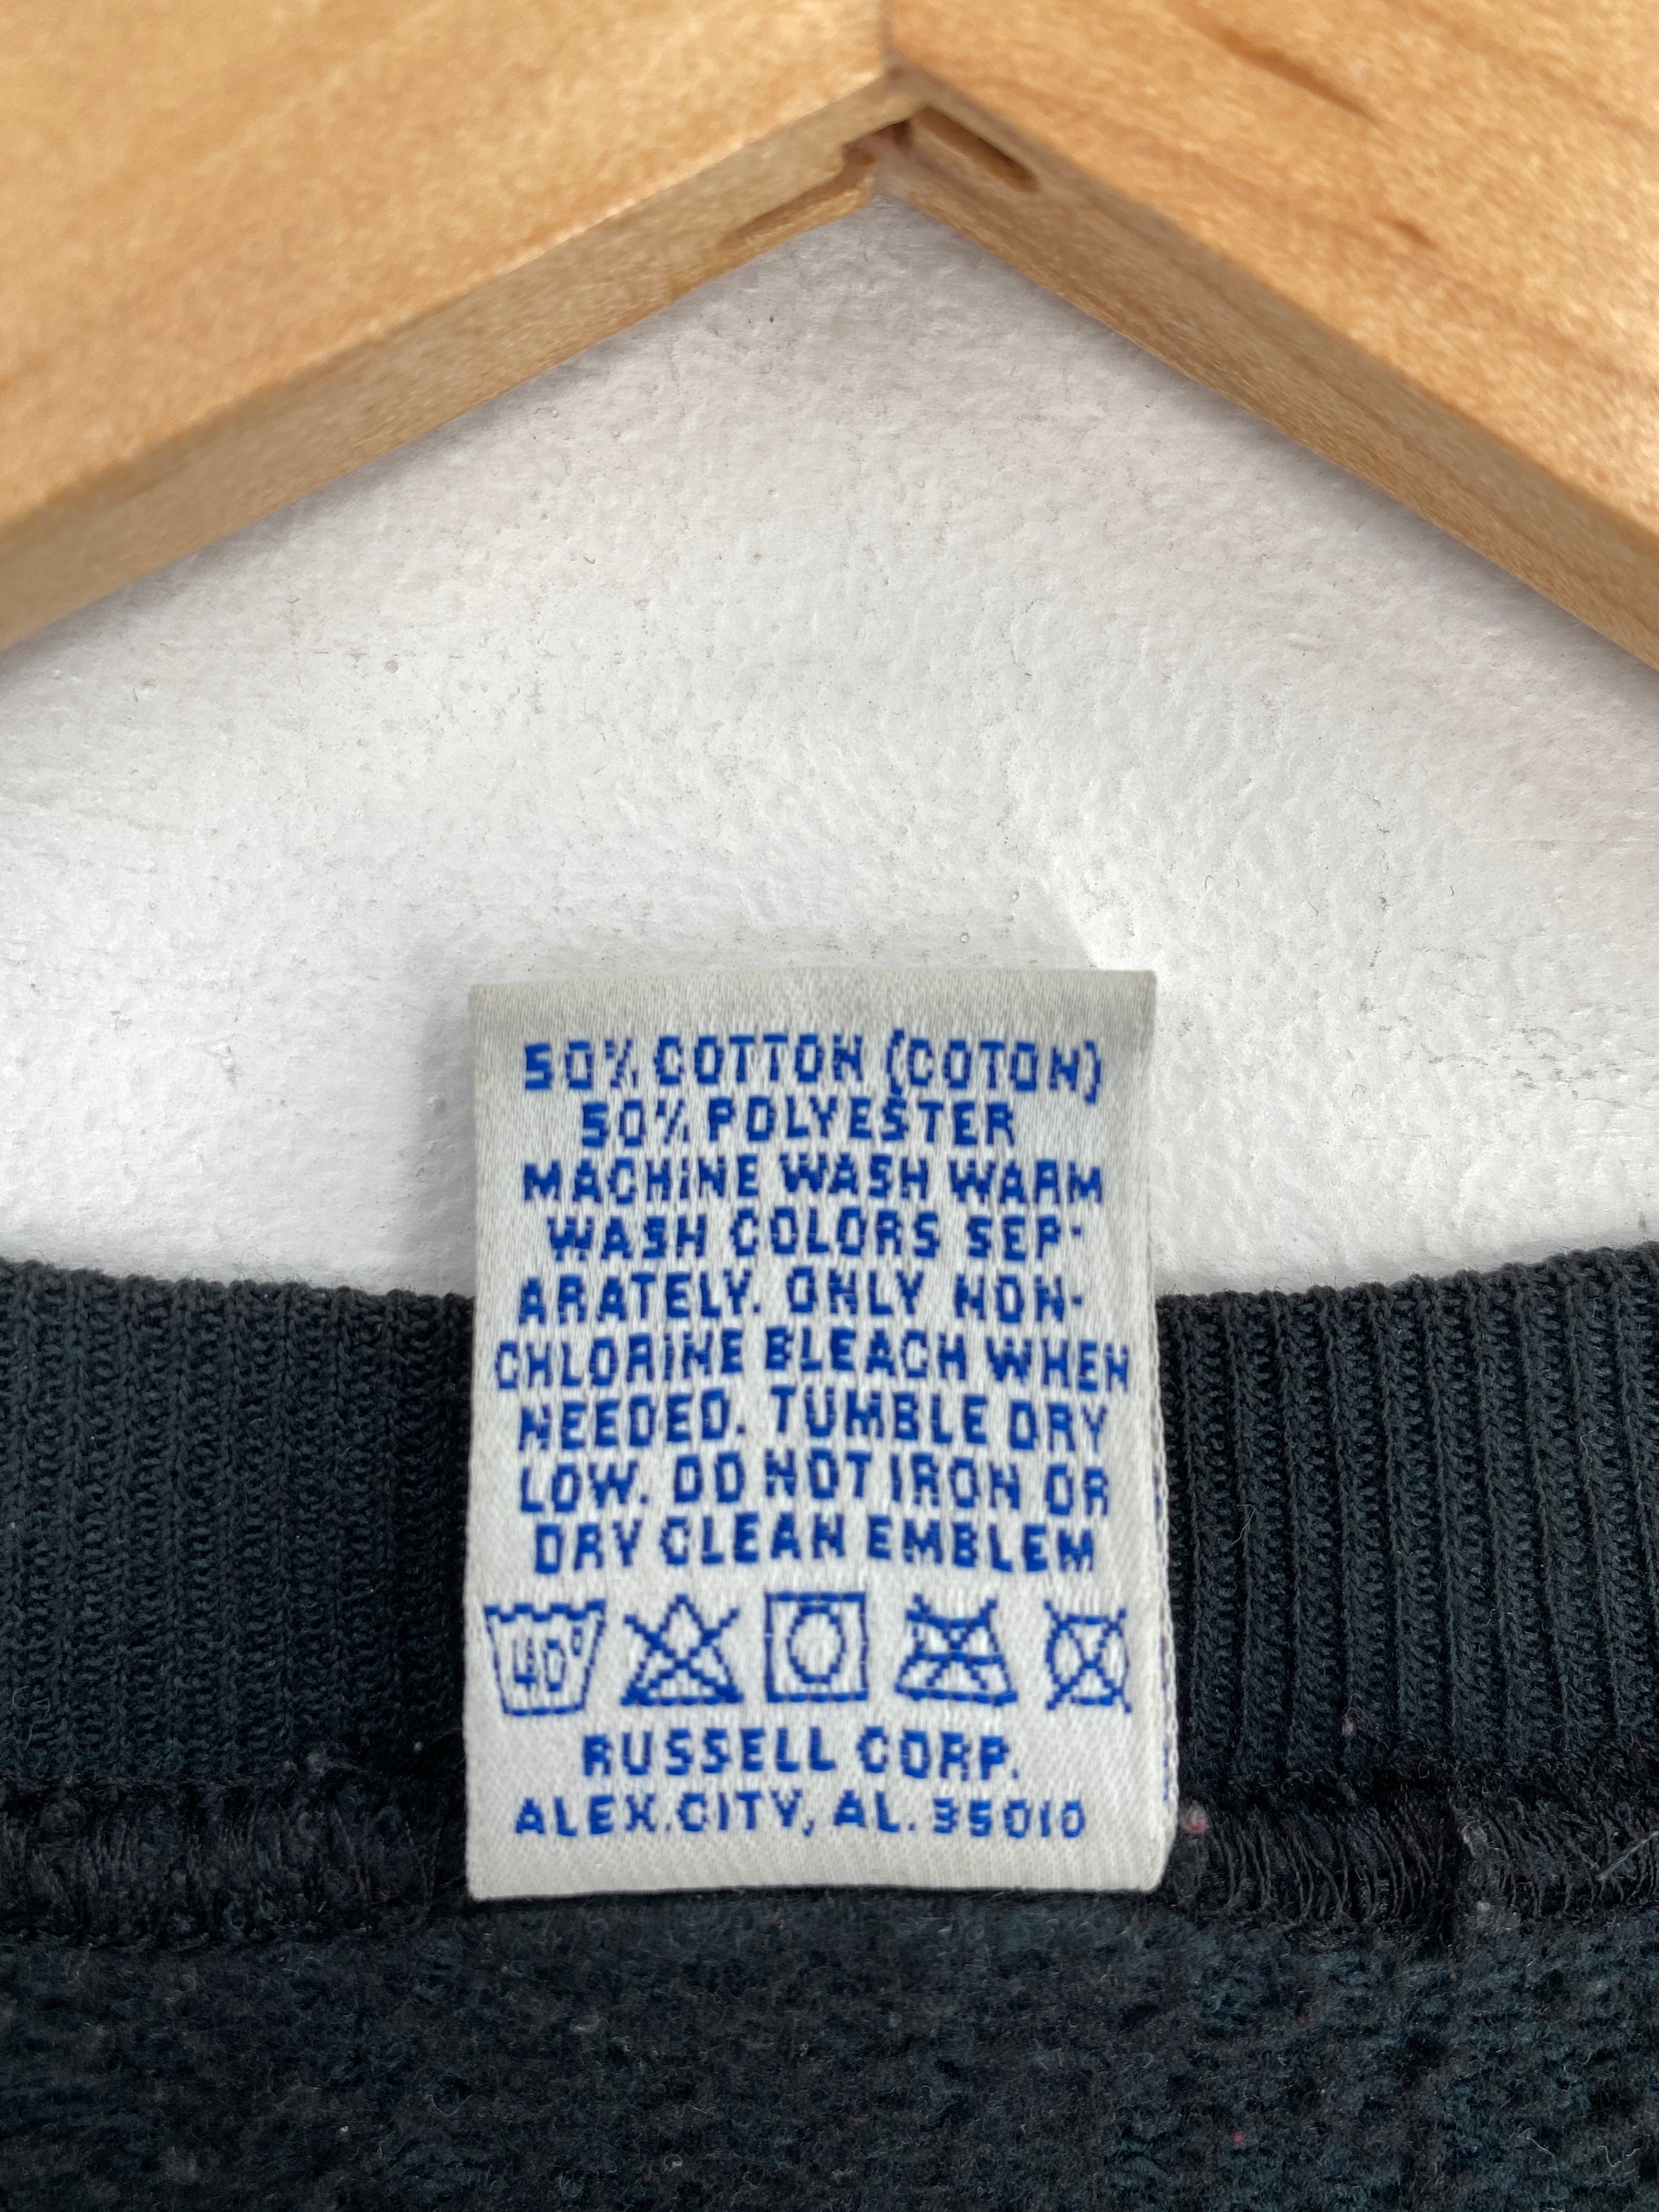 50% COTTON (COTON)
50% POLYESTER
MACHINE WASH WARM
WASH COLORS SEP-
ARATELY. ONLY NON-
CHLORINE BLEACH WHEN
NEEDED. TUMBLE DRY
LOW. DO NOT IRON OR
DRY CLEAN EMBLEM
40°
RUSSELL CORP.
ALEX.CITY, AL. 35010